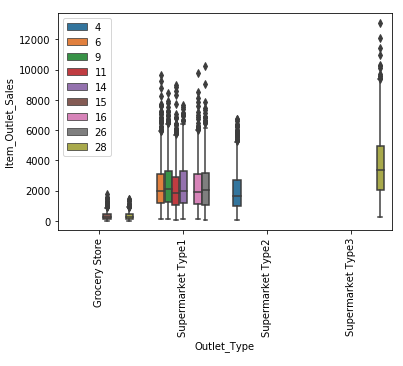 12000
10000
8000
6000
4000
2000
0
Item_Outlet_Sales
4
6
9
11
14
15
16
26
28
Grocery Store
Supermarket Type1
Supermarket Type2
Supermarket Type3
Outlet_Type